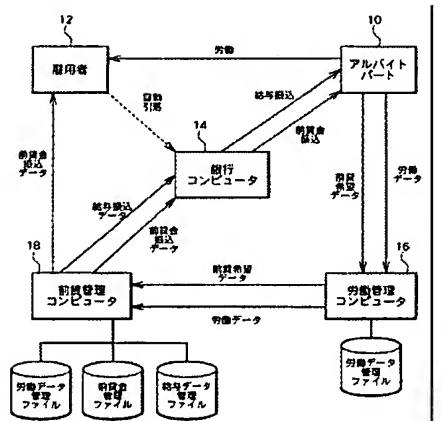 12
雇用者
10
アルバイト
パート
労働
給与振込
前貸金
振込
自動
引落
14
銀行
コンピュータ
前貸金
振込
データ
給与振込
データ
前貸金
振込
データ
前貸
希望
データ
労働
データ
18
前貸管理
コンピュータ
前貸希望
データ
労働データ
16
労働管理
コンピュータ
労働データ
管理
ファイル
前貸金
管理
ファイル
給与データ
管理
ファイル
労働データ
管理
ファイル